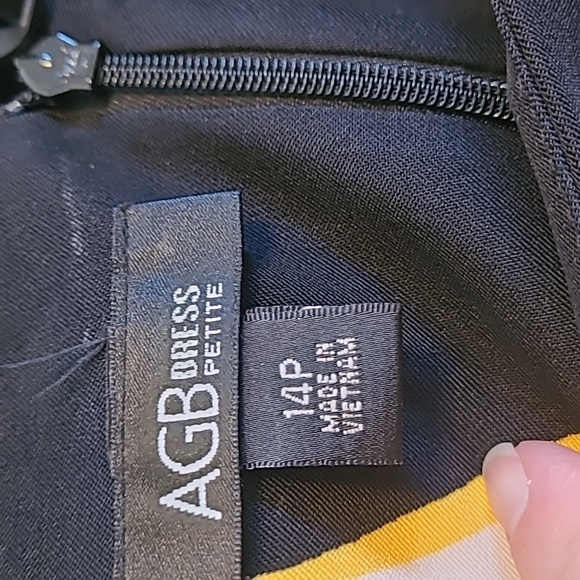 AGB DRESS
PETITE
14P
MADE IN
VIETNAM